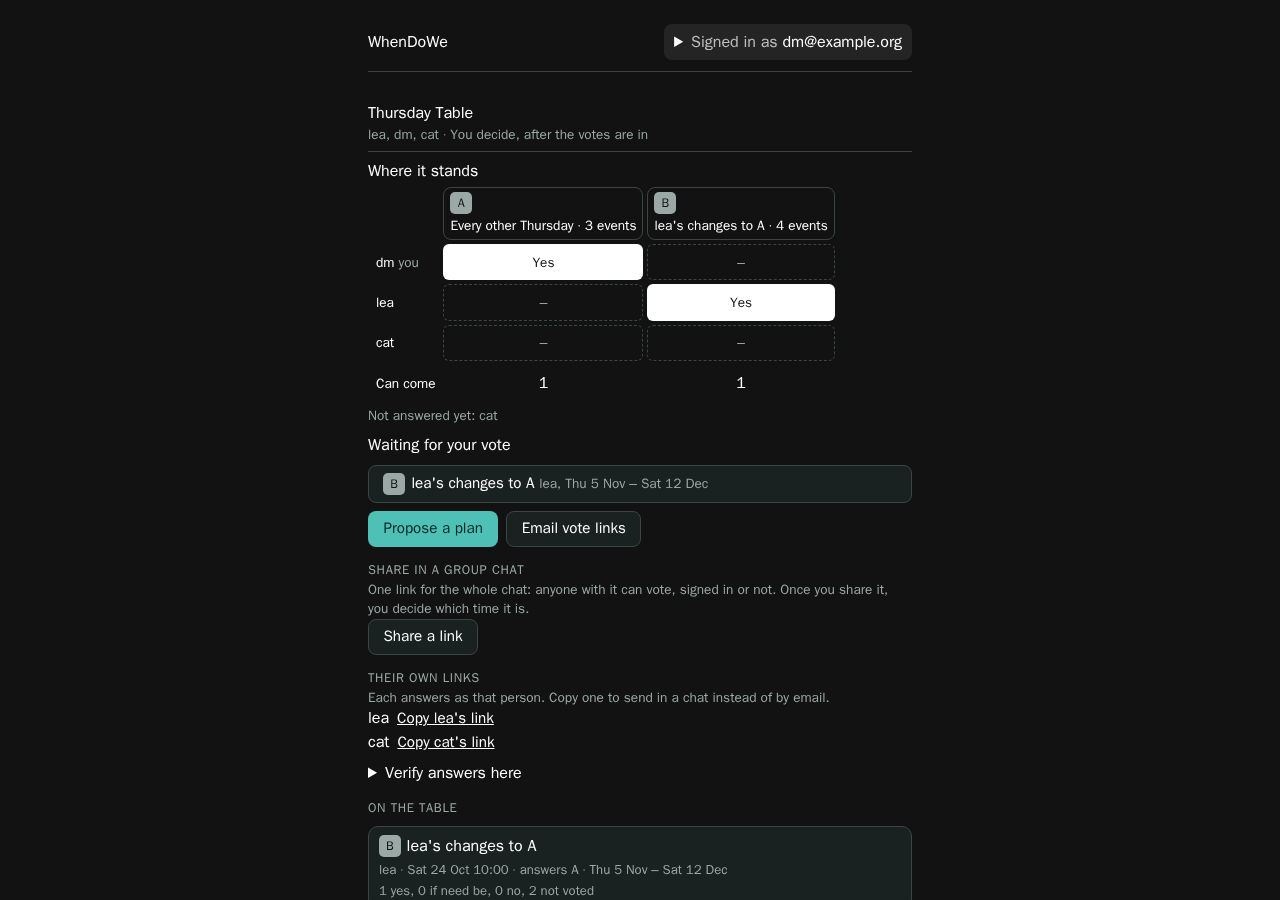 WhenDoWe
Signed in as dm@example.org
Thursday Table
lea, dm, cat · You decide, after the votes are in
Where it stands
A
B
Every other Thursday · 3 events
lea's changes to A · 4 events
dm you
Yes
–
lea
–
Yes
cat
–
–
Can come
1
1
Not answered yet: cat
Waiting for your vote
B lea's changes to A lea, Thu 5 Nov – Sat 12 Dec
Propose a plan
Email vote links
SHARE IN A GROUP CHAT
One link for the whole chat: anyone with it can vote, signed in or not. Once you share it,
you decide which time it is.
Share a link
THEIR OWN LINKS
Each answers as that person. Copy one to send in a chat instead of by email.
lea Copy lea's link
cat Copy cat's link
Verify answers here
ON THE TABLE
B lea's changes to A
lea · Sat 24 Oct 10:00 · answers A · Thu 5 Nov – Sat 12 Dec
1 yes, 0 if need be, 0 no, 2 not voted